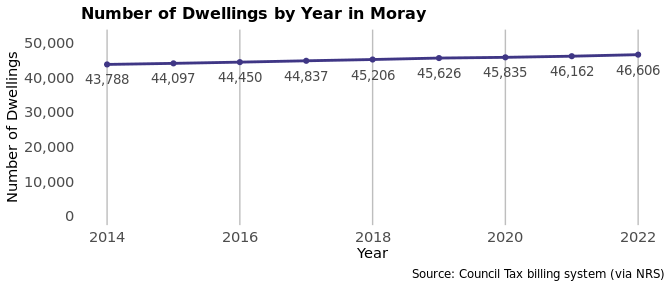 Number of Dwellings by Year in Moray
Number of Dwellings
50,000
40,000
30,000
20,000
10,000
0
43,788 44,097 44,450 44,837 45,206 45,626 45,835 46,162 46,606
2014 2016 2018 2020 2022
Year
Source: Council Tax billing system (via NRS)